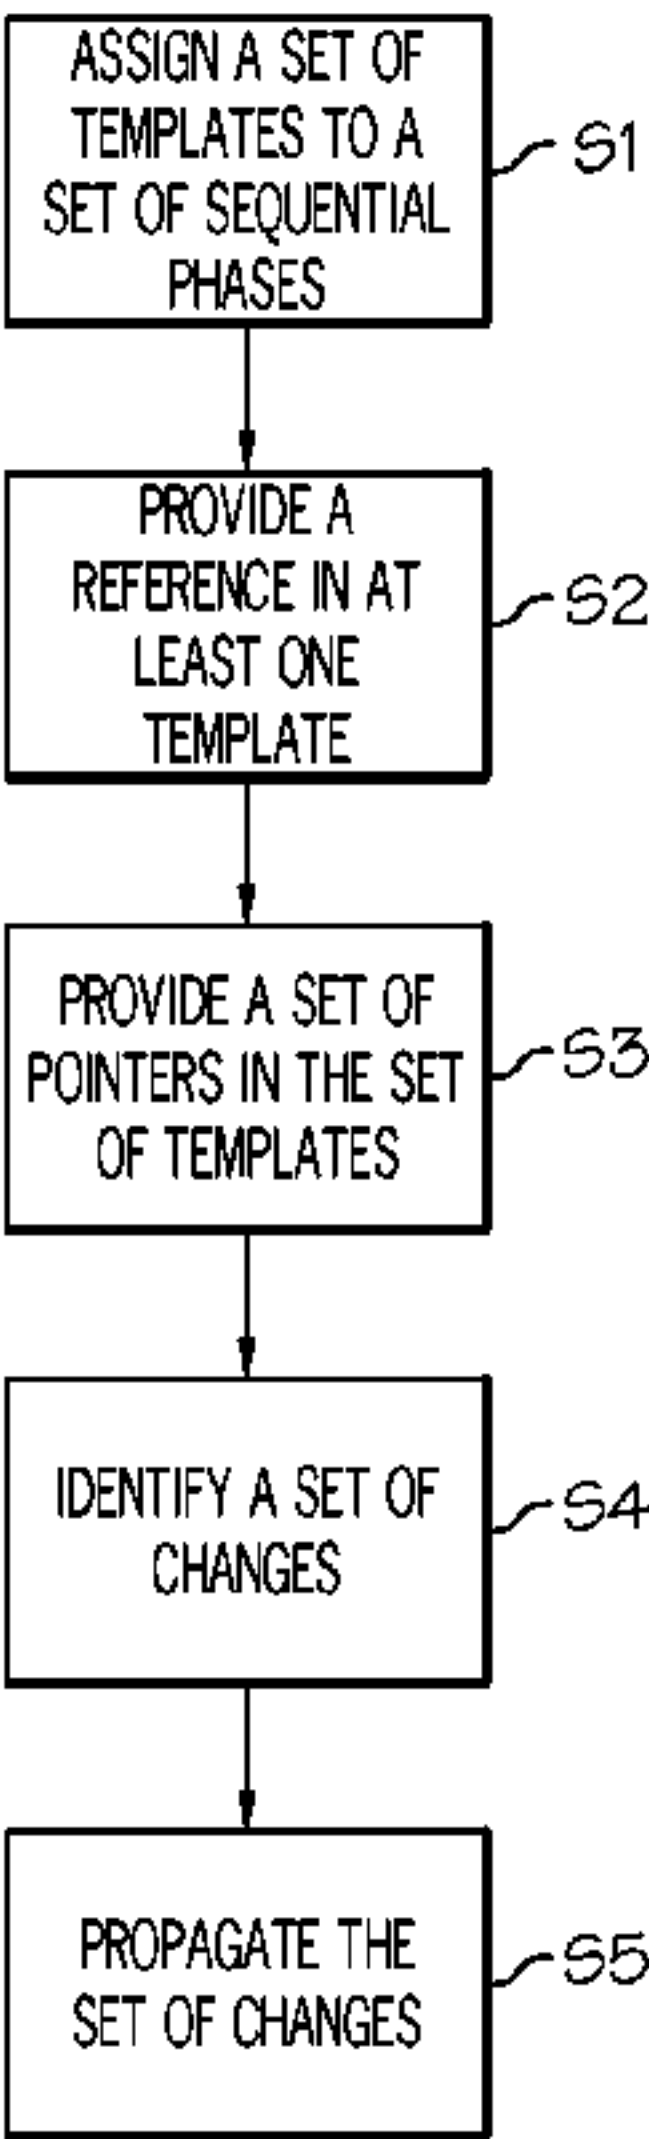 ASSIGN A SET OF
TEMPLATES TO A
SET OF SEQUENTIAL
PHASES
S1
PROVIDE A
REFERENCE IN AT
LEAST ONE
TEMPLATE
S2
PROVIDE A SET OF
POINTERS IN THE SET
OF TEMPLATES
S3
IDENTIFY A SET OF
CHANGES
S4
PROPAGATE THE
SET OF CHANGES
S5